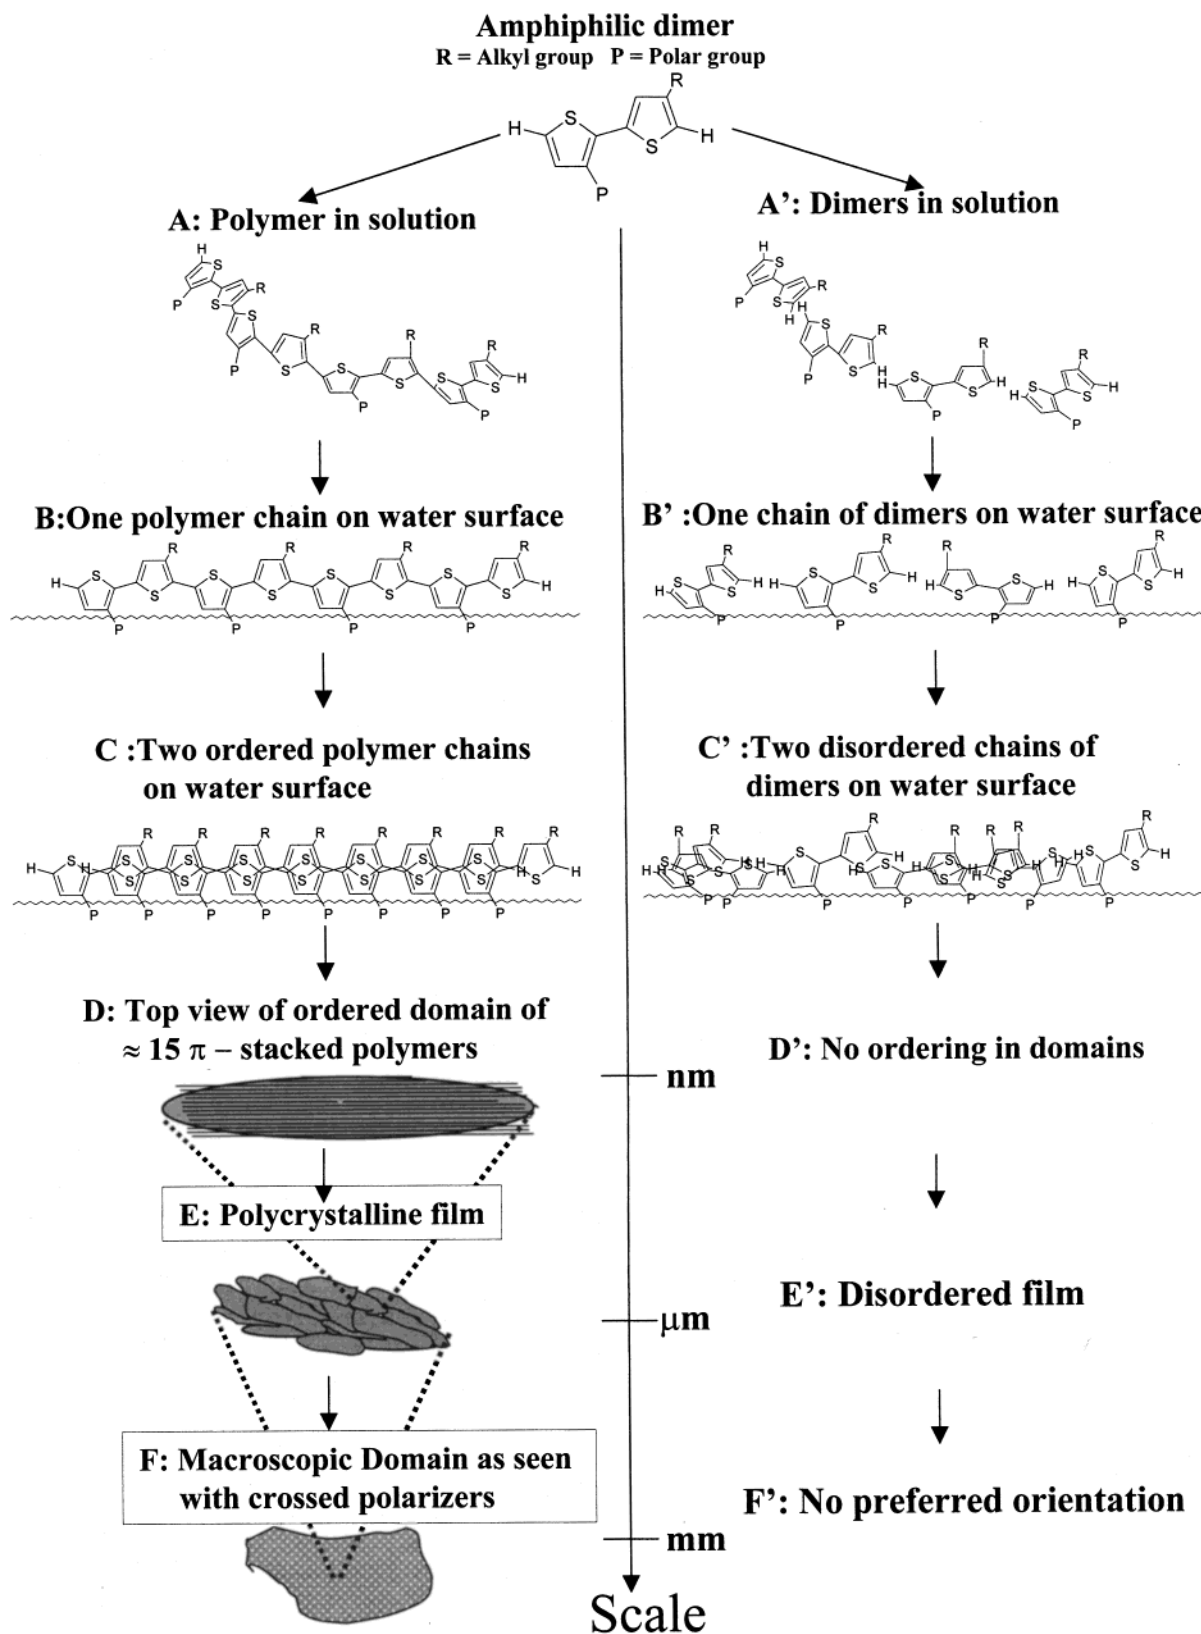 Amphiphilic dimer
R = Alkyl group P = Polar group
R
H
S
S
H
P
A: Polymer in solution
A': Dimers in solution
H
S
R
P
S
S
R
R
R
S
S
H
P
S
S
S
P
P
H
S
R
P
S
H
H
S
R
R
R
S
H
H
S
H
H
S
H
P
S
S
P
P
B:One polymer chain on water surface
B' :One chain of dimers on water surface
R
R
R
R
H
S
S
S
S
H
S
S
S
S
P
P
P
P
R
R
R
R
H
S
H
H
S
H
H
S
H
H
S
H
S
S
S
S
P
P
P
P
C :Two ordered polymer chains
on water surface
C' :Two disordered chains of
dimers on water surface
R
R
R
R
R
R
R
R
H
S
H
S
S
S
S
S
S
S
H
H
S
S
S
S
S
S
S
S
P
P
P
P
P
P
P
P
R
R
R
R
R
R
R
H
S
H
H
S
H
S
H
S
H
S
H
S
H
P
P
P
P
P
P
P
D: Top view of ordered domain of
≈ 15 π – stacked polymers
D': No ordering in domains
nm
E: Polycrystalline film
E': Disordered film
μm
F: Macroscopic Domain as seen
with crossed polarizers
F': No preferred orientation
mm
Scale